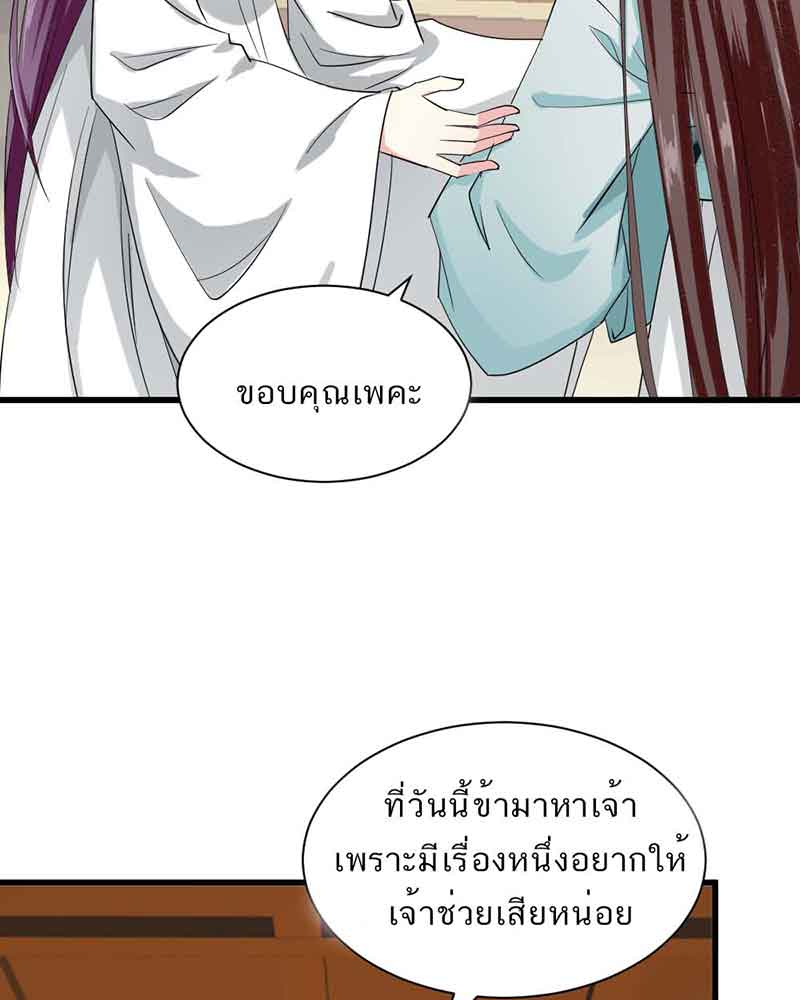 ขอบคุณเพคะ
ที่วันนี้ข้ามาหาเจ้า
เพราะมีเรื่องหนึ่งอยากให้
เจ้าช่วยเสียหน่อย